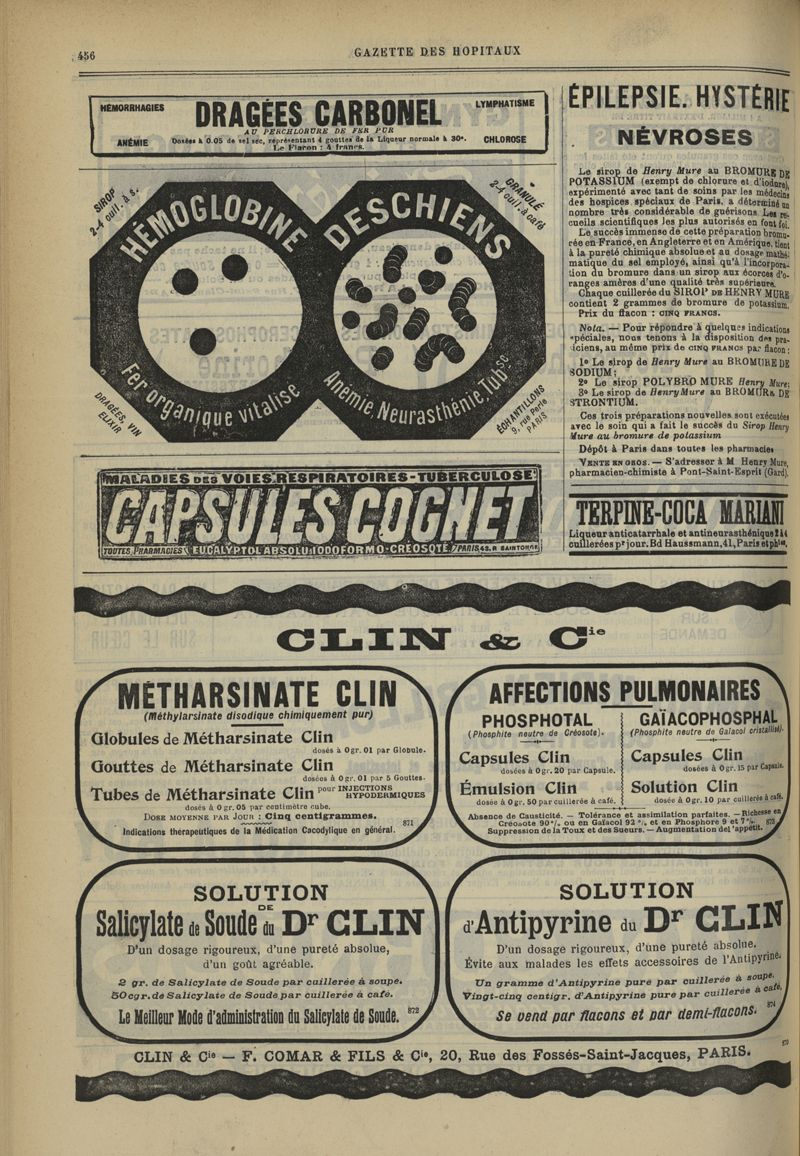 456
GAZETTE DES HOPITAUX
HÉMORRHAGIES
ANÉMIE
DRAGÉES CARBONEL
AU PERCHLORURE DE FER PUR
Dosées à 0.05 de sel sec, représentant 4 gouttes de la Liqueur normale à 30°.
Le Flacon : 4 francs.
LYMPHATISME
CHLOROSE
SIROP
2-4 cuil. à s.
GRANULÉ
2-4 cuil. à café
HÉMOGLOBINE
DESCHIENS
Fer organique vitalisé
Anémie, Neurasthénie, Tubse
DRAGÉES, VIN
ELIXIR
ÉCHANTILLONS
9, rue Perle
PARIS
MALADIES DES VOIES RESPIRATOIRES-TUBERCULOSE
CAPSULES COGNET
TOUTES PHARMACIES EUCALYPTOL ABSOLU IODOFORMO-CRÉOSOTÉ PARIS, 43, R SAINTONGE
ÉPILEPSIE. HYSTÉRIE
NÉVROSES
Le sirop de Henry Mure au BROMURE DE
POTASSIUM (exempt de chlorure et d'iodure),
expérimenté avec tant de soins par les médecins
des hospices spéciaux de Paris, a déterminé un
nombre très considérable de guérisons. Les re-
cueils scientifiques les plus autorisés en font foi.
Le succès immense de cette préparation bromu-
rée en France, en Angleterre et en Amérique, tient
à la pureté chimique absolue et au dosage mathé-
matique du sel employé, ainsi qu'à l'incorpora-
tion du bromure dans un sirop aux écorces d'o-
ranges amères d'une qualité très supérieure.
Chaque cuillerée du SIROP DE HENRY MURE
contient 2 grammes de bromure de potassium.
Prix du flacon : CINQ FRANCS.
Nota. — Pour répondre à quelques indications
spéciales, nous tenons à la disposition des pra-
iciens, au même prix de CINQ FRANCS par flacon :
1° Le sirop de Henry Mure au BROMURE DE
SODIUM;
2° Le sirop POLYBRO MURE Henry Mure;
3° Le sirop de Henry Mure au BROMURE DE
STRONTIUM.
Ces trois préparations nouvelles sont exécutées
avec le soin qui a fait le succès du Sirop Henry
Mure au bromure de potassium
Dépôt à Paris dans toutes les pharmacies
VENTE EN GROS. — S'adresser à M Henry Mure,
pharmacien-chimiste à Pont-Saint-Esprit (Gard).
TERPINE-COCA MARIANI
Liqueur anticatarrhale et antineurasthénique 2 à 4
cuillerées pr jour. Bd Haussmann, 41, Paris et phies.
CLIN & Cie
MÉTHARSINATE CLIN
(Méthylarsinate disodique chimiquement pur)
Globules de Métharsinate Clin
dosés à 0gr.01 par Globule.
Gouttes de Métharsinate Clin
dosées à 0gr.01 par 5 Gouttes.
Tubes de Métharsinate Clin pour INJECTIONS HYPODERMIQUES
dosés à 0gr.05 par centimètre cube.
DOSE MOYENNE PAR JOUR : Cinq centigrammes.
Indications thérapeutiques de la Médication Cacodylique en général. 871
AFFECTIONS PULMONAIRES
PHOSPHOTAL
(Phosphite neutre de Créosote).
Capsules Clin
dosées à 0gr.20 par Capsule.
Émulsion Clin
dosée à 0gr.50 par cuillerée à café.
GAÏACOPHOSPHAL
(Phosphite neutre de Gaïacol cristallisé).
Capsules Clin
dosées à 0gr.15 par Capsule.
Solution Clin
dosée à 0gr.10 par cuillerée à café.
Absence de Causticité. — Tolérance et assimilation parfaites. — Richesse en
Créosote 90 % ou en Gaïacol 92 % et en Phosphore 9 et 7 %.
Suppression de la Toux et des Sueurs. — Augmentation de l'appétit. 873
SOLUTION
DE
Salicylate de Soude du Dr CLIN
D'un dosage rigoureux, d'une pureté absolue,
d'un goût agréable.
2 gr. de Salicylate de Soude par cuillerée à soupe.
50 cgr. de Salicylate de Soude par cuillerée à café.
Le Meilleur Mode d'administration du Salicylate de Soude. 872
SOLUTION
d'Antipyrine du Dr CLIN
D'un dosage rigoureux, d'une pureté absolue.
Évite aux malades les effets accessoires de l'Antipyrine.
Un gramme d'Antipyrine pure par cuillerée à soupe.
Vingt-cinq centigr. d'Antipyrine pure par cuillerée à café.
Se vend par flacons et par demi-flacons. 874
CLIN & Cie — F. COMAR & FILS & Cie, 20, Rue des Fossés-Saint-Jacques, PARIS.